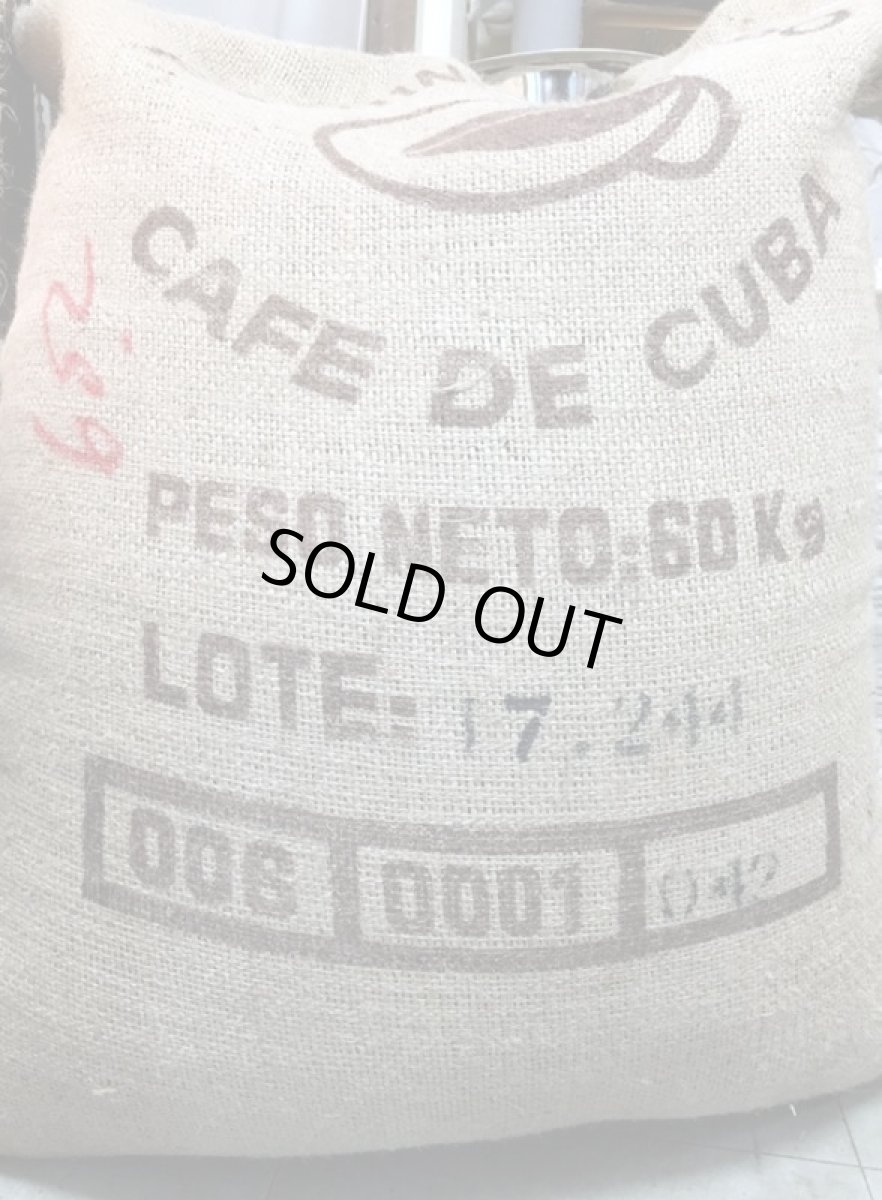 CAFE DE CUBA
PESO NETO:60Kg
SOLD OUT
LOTE: 17.244
008 0001 042